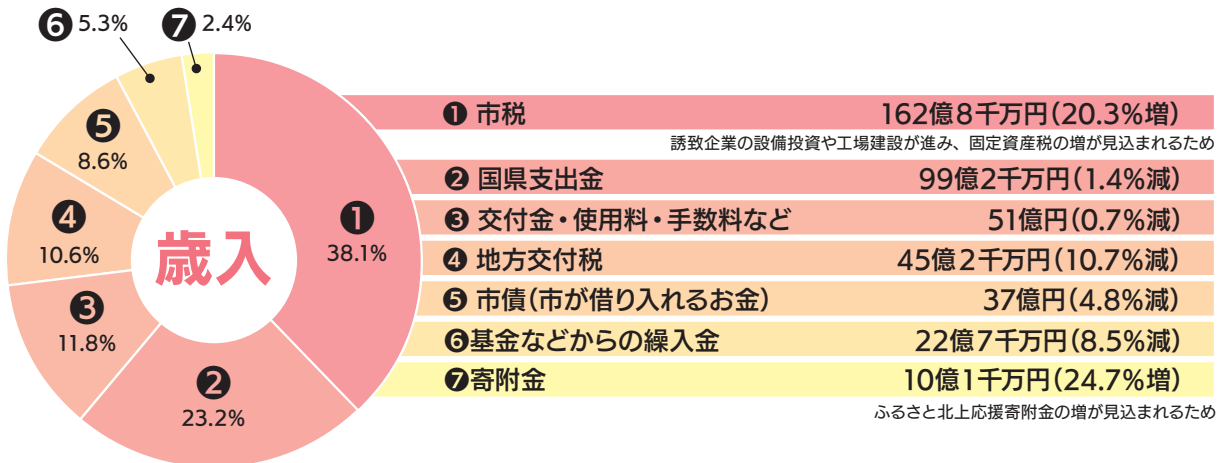 ❻ 5.3%
❼ 2.4%
❺
8.6%
❹
10.6%
❸
11.8%
❷
23.2%
❶
38.1%
歳入
❶ 市税 162億8千万円(20.3%増)
誘致企業の設備投資や工場建設が進み、固定資産税の増が見込まれるため
❷ 国県支出金 99億2千万円(1.4%減)
❸ 交付金・使用料・手数料など 51億円(0.7%減)
❹ 地方交付税 45億2千万円(10.7%減)
❺ 市債(市が借り入れるお金) 37億円(4.8%減)
❻基金などからの繰入金 22億7千万円(8.5%減)
❼寄附金 10億1千万円(24.7%増)
ふるさと北上応援寄附金の増が見込まれるため